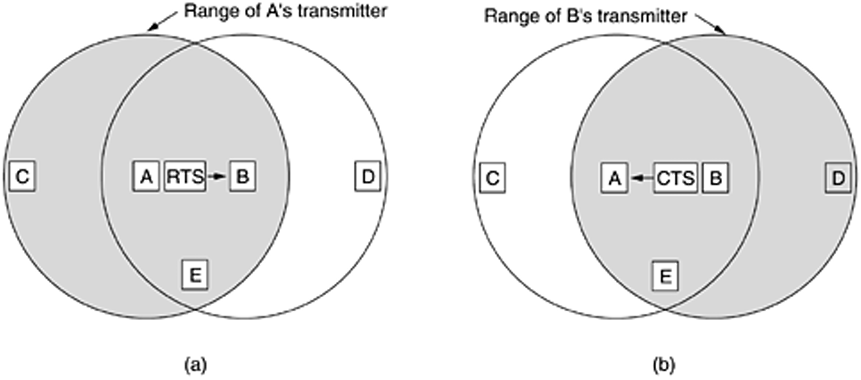 Range of A's transmitter
C
A
RTS
B
D
E
(a)
Range of B's transmitter
C
A
CTS
B
D
E
(b)